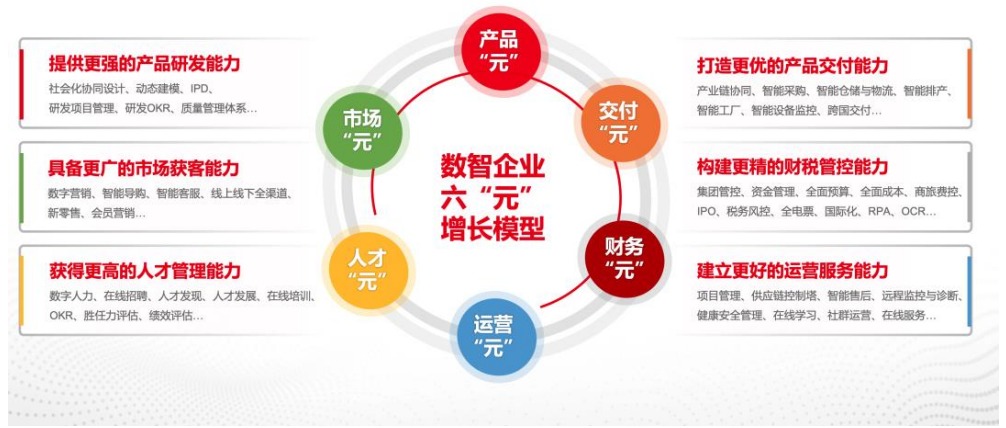 提供更强的产品研发能力
社会化协同设计、动态建模、IPD、
研发项目管理、研发OKR、质量管理体系...
具备更广的市场获客能力
数字营销、智能导购、智能客服、线上线下全渠道、
新零售、会员营销...
获得更高的人才管理能力
数字人力、在线招聘、人才发现、人才发展、在线培训、
OKR、胜任力评估、绩效评估...
产品
“元”
市场
“元”
交付
“元”
数智企业
六“元”
增长模型
人才
“元”
财务
“元”
运营
“元”
打造更优的产品交付能力
产业链协同、智能采购、智能仓储与物流、智能排产、
智能工厂、智能设备监控、跨国交付...
构建更精的财税管控能力
集团管控、资金管理、全面预算、全面成本、商旅费控、
IPO、税务风控、全电票、国际化、RPA、OCR...
建立更好的运营服务能力
项目管理、供应链控制塔、智能售后、远程监控与诊断、
健康安全管理、在线学习、社群运营、在线服务...